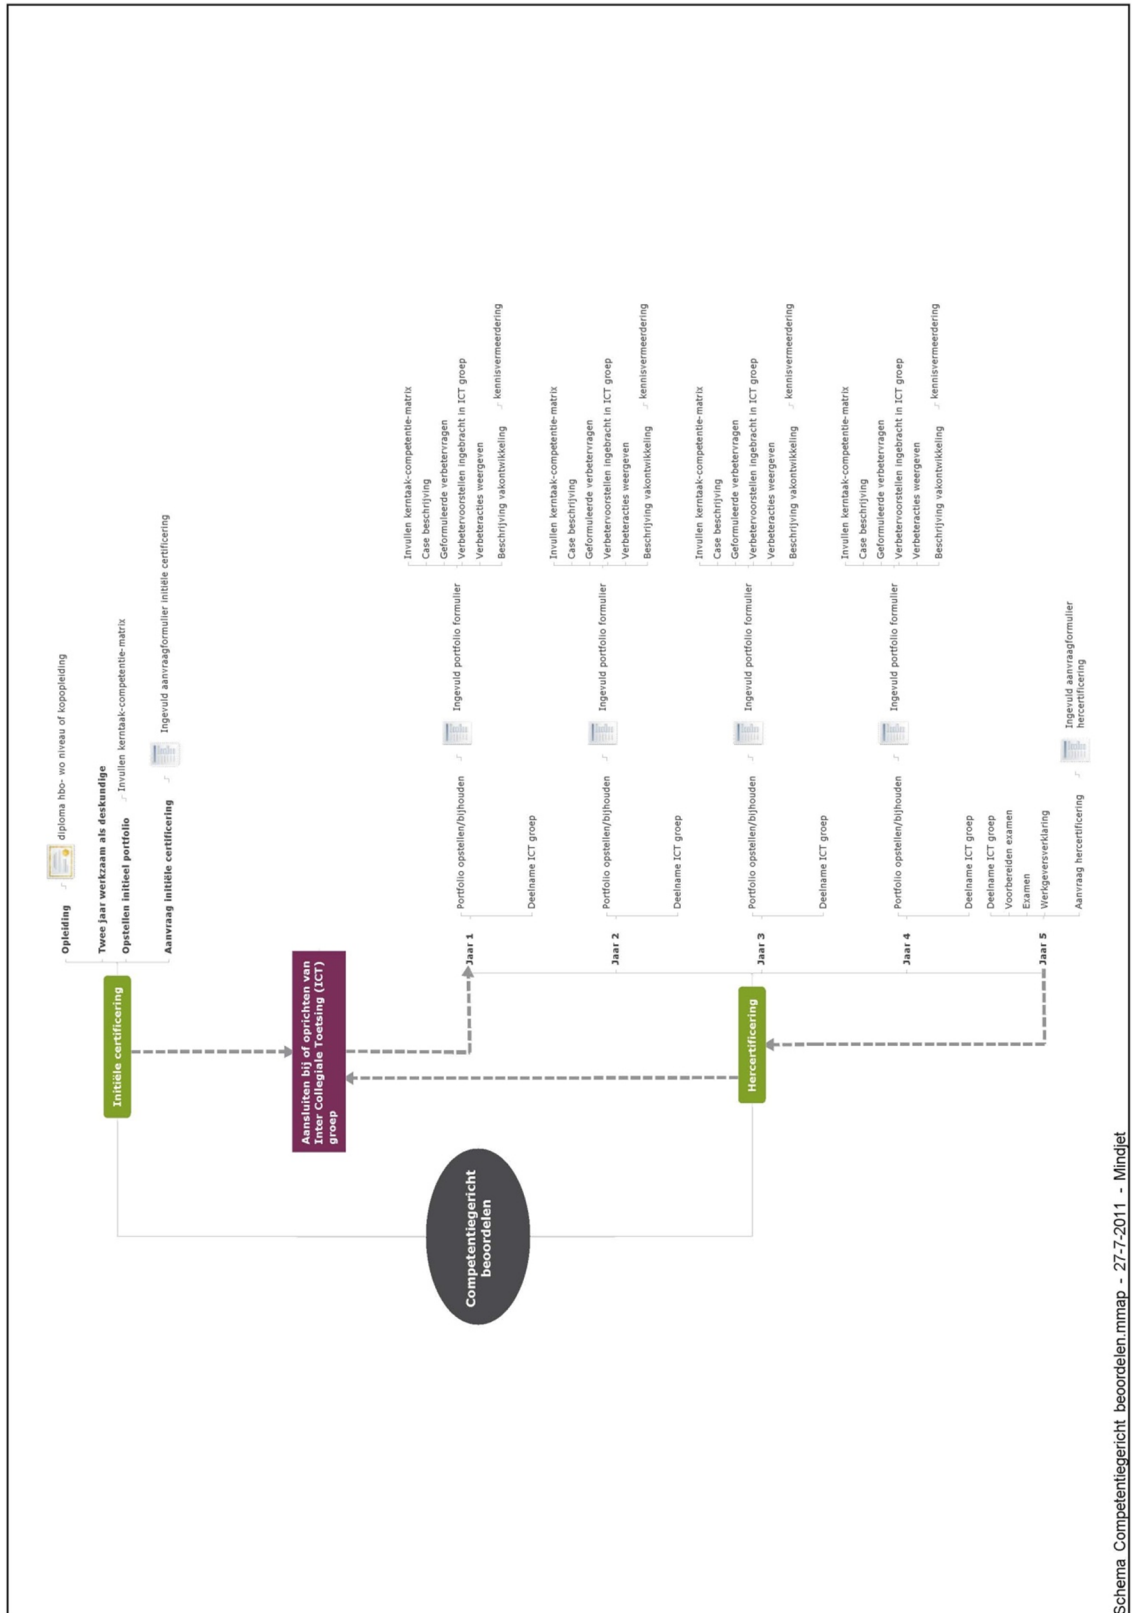 Competentiegericht
beoordelen
Initiële certificering
Opleiding
diploma hbo- wo niveau of kopopleiding
Twee jaar werkzaam als deskundige
Opstellen initieel portfolio
Invullen kerntaak-competentie-matrix
Aanvraag initiële certificering
Ingevuld aanvraagformulier initiële certificering
Aansluiten bij of oprichten van
Inter Collegiale Toetsing (ICT)
groep
Hercertificering
Jaar 1
Portfolio opstellen/bijhouden
Ingevuld portfolio formulier
Invullen kerntaak-competentie-matrix
Case beschrijving
Geformuleerde verbetervragen
Verbetervoorstellen ingebracht in ICT groep
Verbeteracties weergeven
Beschrijving vakontwikkeling
kennisvermeerdering
Deelname ICT groep
Jaar 2
Portfolio opstellen/bijhouden
Ingevuld portfolio formulier
Invullen kerntaak-competentie-matrix
Case beschrijving
Geformuleerde verbetervragen
Verbetervoorstellen ingebracht in ICT groep
Verbeteracties weergeven
Beschrijving vakontwikkeling
kennisvermeerdering
Deelname ICT groep
Jaar 3
Portfolio opstellen/bijhouden
Ingevuld portfolio formulier
Invullen kerntaak-competentie-matrix
Case beschrijving
Geformuleerde verbetervragen
Verbetervoorstellen ingebracht in ICT groep
Verbeteracties weergeven
Beschrijving vakontwikkeling
kennisvermeerdering
Deelname ICT groep
Jaar 4
Portfolio opstellen/bijhouden
Ingevuld portfolio formulier
Invullen kerntaak-competentie-matrix
Case beschrijving
Geformuleerde verbetervragen
Verbetervoorstellen ingebracht in ICT groep
Verbeteracties weergeven
Beschrijving vakontwikkeling
kennisvermeerdering
Deelname ICT groep
Jaar 5
Deelname ICT groep
Voorbereiden examen
Examen
Werkgeversverklaring
Aanvraag hercertificering
Ingevuld aanvraagformulier
hercertificering
Schema Competentiegericht beoordelen.mmap - 27-7-2011 - Mindjet